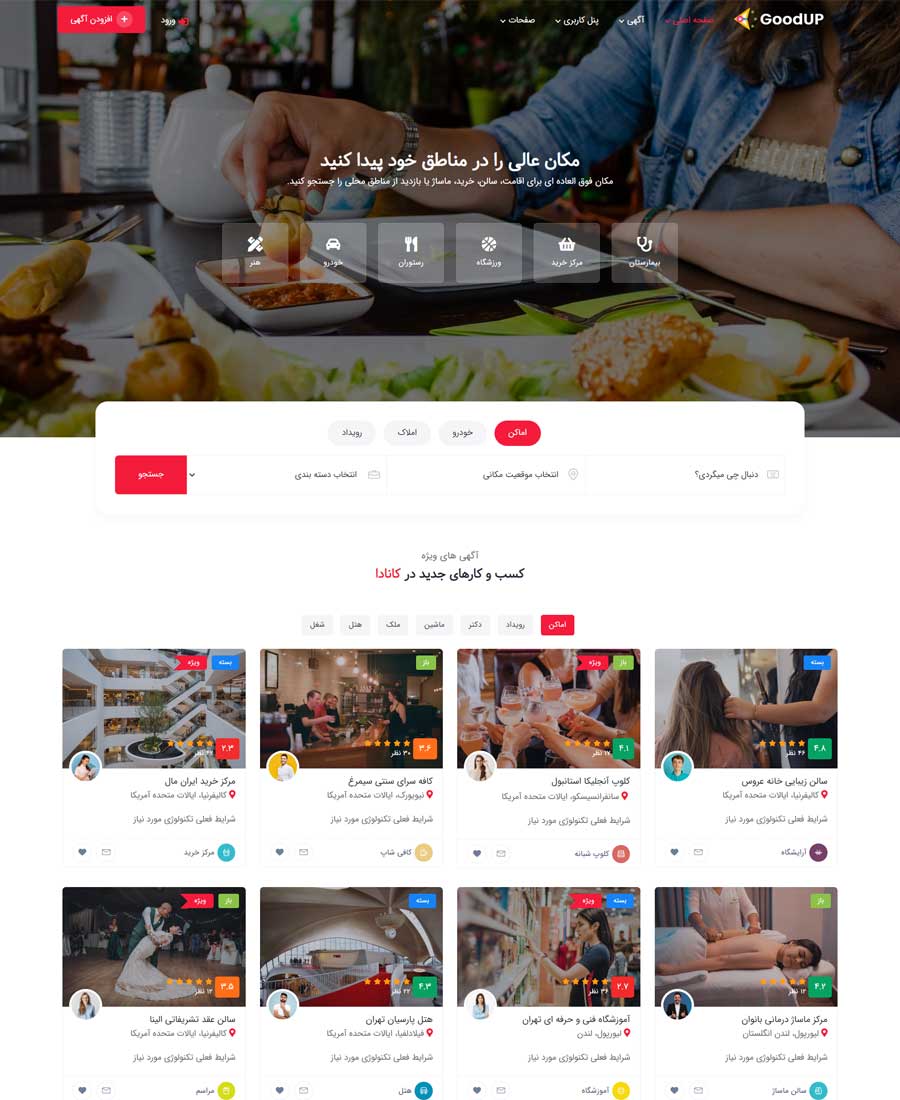 GoodUP
صفحه اصلی
آگهی
پنل کاربری
صفحات
ورود
افزودن آگهی
مکان عالی را در مناطق خود پیدا کنید
مکان فوق العاده ای برای اقامت، سالن، خرید، ماساژ یا بازدید از مناطق محلی را جستجو کنید.
بیمارستان
مرکز خرید
ورزشگاه
رستوران
خودرو
هنر
اماکن
خودرو
املاک
رویداد
دنبال چی میگردی؟
انتخاب موقعیت مکانی
انتخاب دسته بندی
جستجو
آگهی های ویژه
کسب و کارهای جدید در کانادا
اماکن
رویداد
دکتر
ماشین
ملک
هتل
شغل
بسته
۴.۸
۴۶ نظر
سالن زیبایی خانه عروس
کالیفرنیا، ایالات متحده آمریکا
شرایط فعلی تکنولوژی مورد نیاز
آرایشگاه
باز
ویژه
۴.۱
۱۷ نظر
کلوپ آنجلیکا استانبول
سانفرانسیسکو، ایالات متحده آمریکا
شرایط فعلی تکنولوژی مورد نیاز
کلوپ شبانه
باز
۳.۶
۳۰ نظر
کافه سرای سنتی سیمرغ
نیویورک، ایالات متحده آمریکا
شرایط فعلی تکنولوژی مورد نیاز
کافی شاپ
بسته
ویژه
۲.۳
نظر
مرکز خرید ایران مال
کالیفرنیا، ایالات متحده آمریکا
شرایط فعلی تکنولوژی مورد نیاز
مرکز خرید
باز
۴.۲
۱۲ نظر
مرکز ماساژ درمانی بانوان
لیورپول، لندن انگلستان
شرایط فعلی تکنولوژی مورد نیاز
سالن ماساژ
بسته
ویژه
۲.۷
۳۶ نظر
آموزشگاه فنی و حرفه ای تهران
لیورپول، لندن
شرایط فعلی تکنولوژی مورد نیاز
آموزشگاه
بسته
۴.۳
۲۲ نظر
هتل پارسیان تهران
فیلادلفیا، ایالات متحده آمریکا
شرایط فعلی تکنولوژی مورد نیاز
هتل
باز
ویژه
۳.۵
۱۲ نظر
سالن عقد تشریفاتی الینا
کالیفرنیا، ایالات متحده آمریکا
شرایط فعلی تکنولوژی مورد نیاز
مراسم